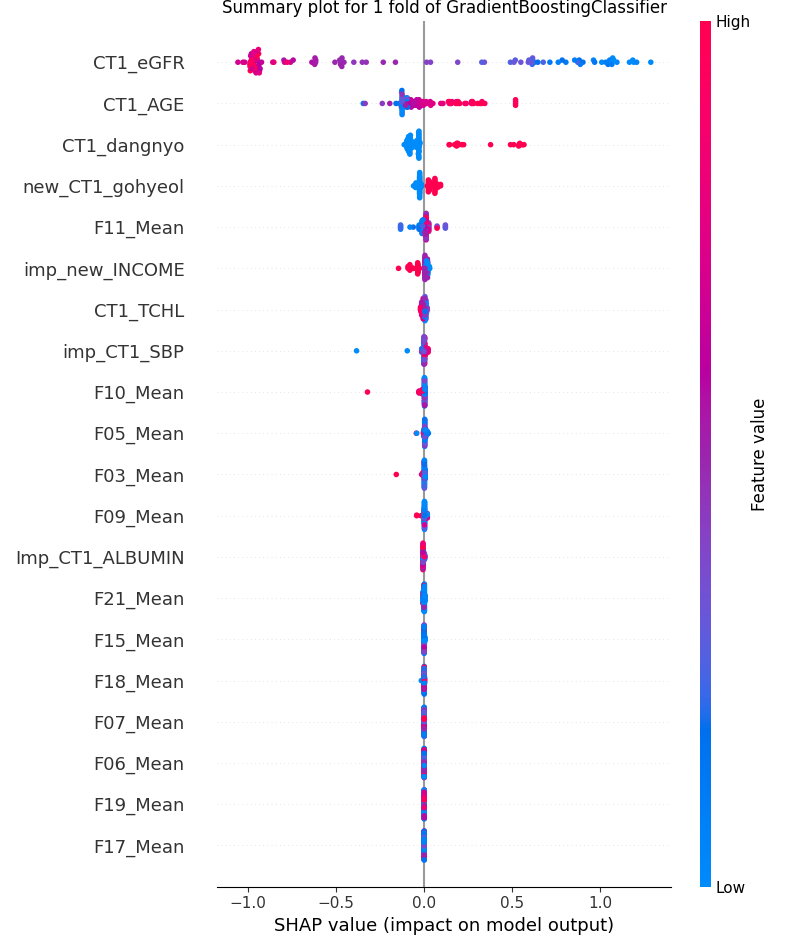 Summary plot for 1 fold of GradientBoostingClassifier
High
CT1_eGFR
CT1_AGE
CT1_dangnyo
new_CT1_gohyeol
F11_Mean
imp_new_INCOME
CT1_TCHL
imp_CT1_SBP
F10_Mean
F05_Mean
F03_Mean
F09_Mean
Imp_CT1_ALBUMIN
F21_Mean
F15_Mean
F18_Mean
F07_Mean
F06_Mean
F19_Mean
F17_Mean
Feature value
Low
−1.0 −0.5 0.0 0.5 1.0
SHAP value (impact on model output)